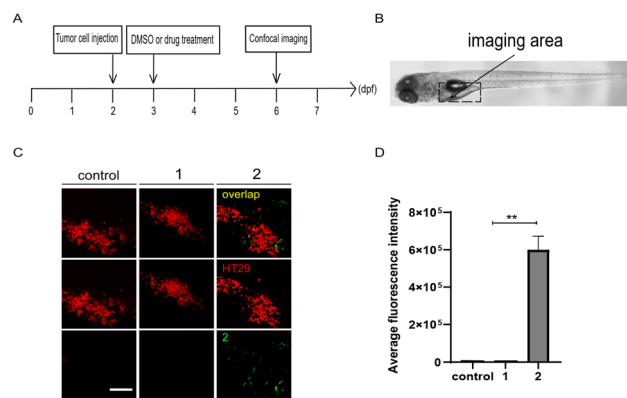 A
Tumor cell injection
DMSO or drug treatment
Confocal imaging
(dpf)
0 1 2 3 4 5 6 7
B
imaging area
C
control 1 2
overlap
HT29
2
D
Average fluorescence intensity
8×10⁵
6×10⁵
4×10⁵
2×10⁵
0
**
control 1 2